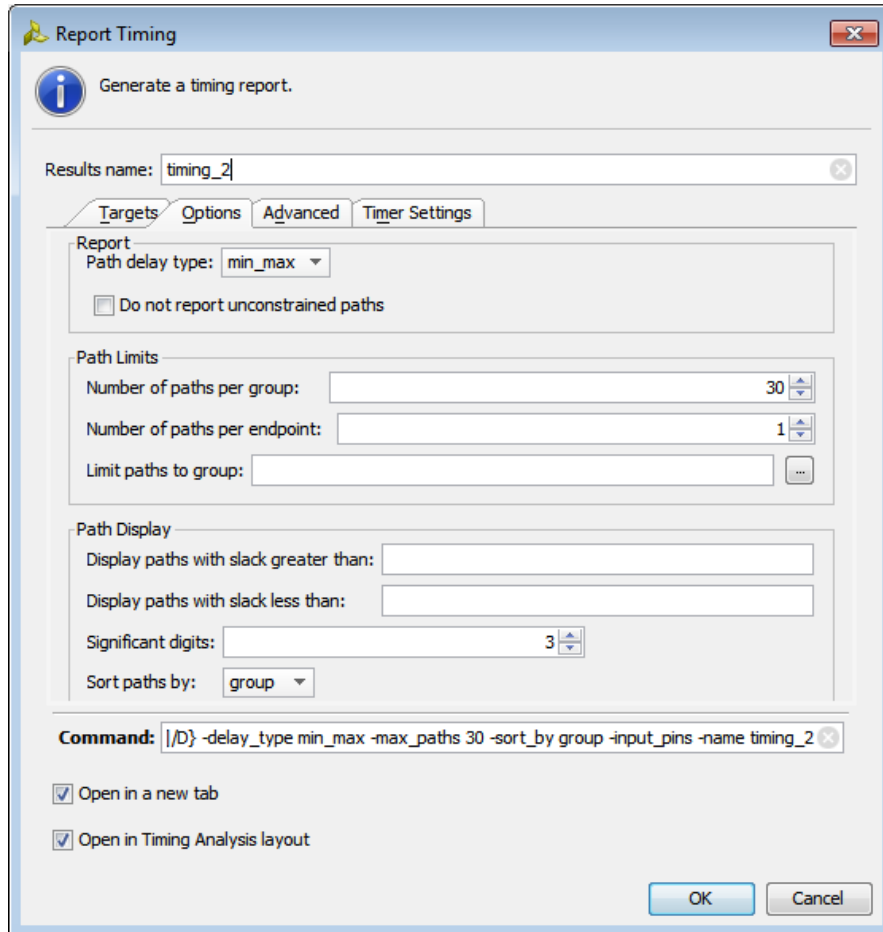 Report Timing
Generate a timing report.
Results name: timing_2
Targets Options Advanced Timer Settings
Report
Path delay type: min_max
Do not report unconstrained paths
Path Limits
Number of paths per group: 30
Number of paths per endpoint: 1
Limit paths to group: ...
Path Display
Display paths with slack greater than:
Display paths with slack less than:
Significant digits: 3
Sort paths by: group
Command: ]/D} -delay_type min_max -max_paths 30 -sort_by group -input_pins -name timing_2
Open in a new tab
Open in Timing Analysis layout
OK Cancel